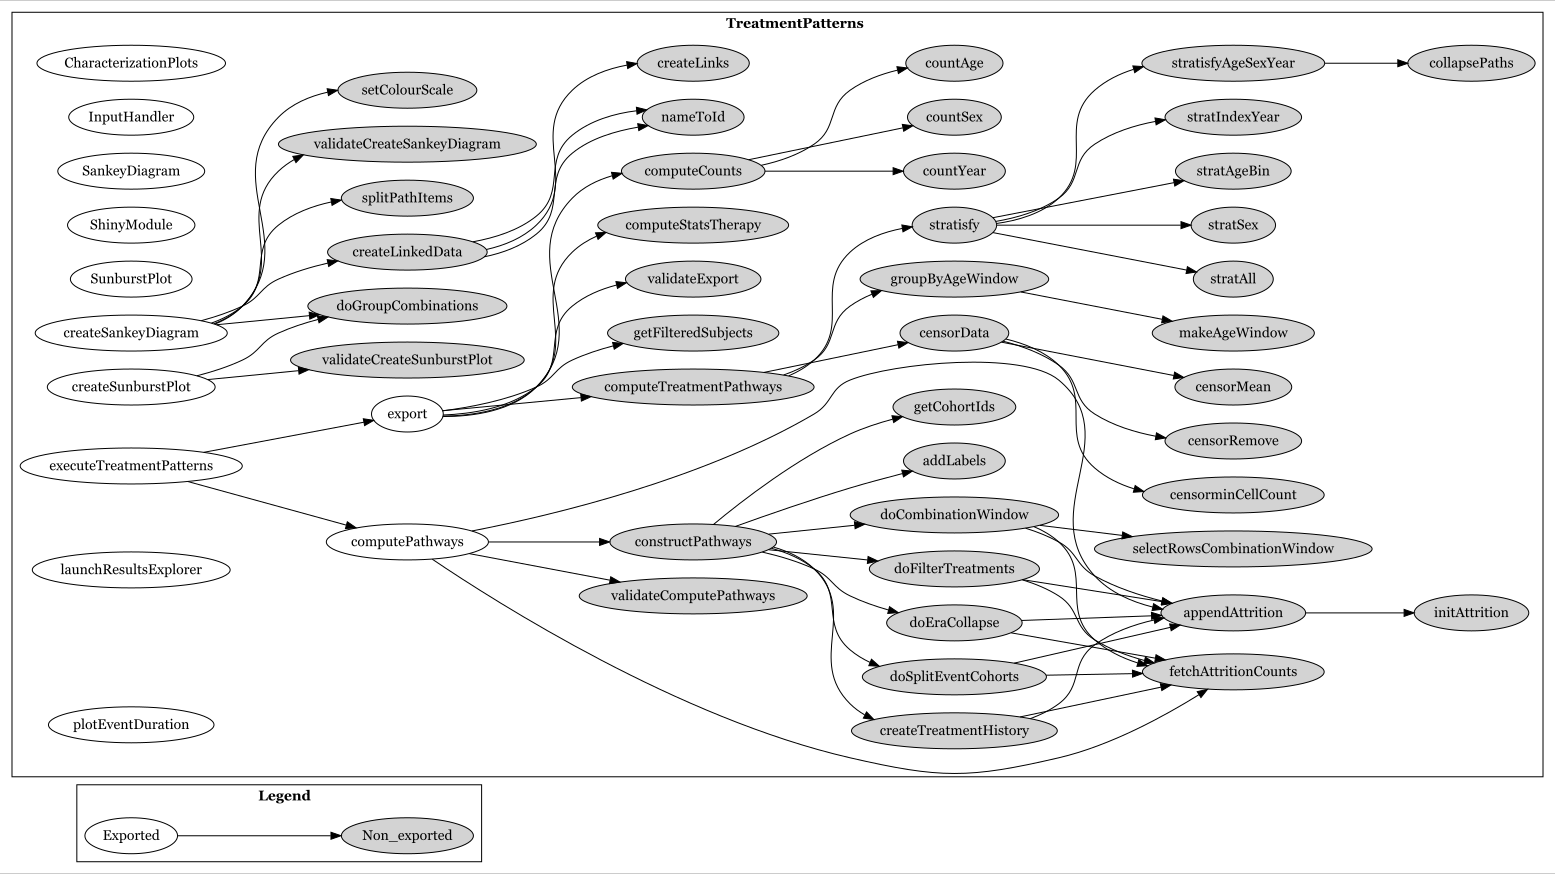 TreatmentPatterns
CharacterizationPlots
InputHandler
SankeyDiagram
ShinyModule
SunburstPlot
createSankeyDiagram
createSunburstPlot
executeTreatmentPatterns
launchResultsExplorer
plotEventDuration
setColourScale
validateCreateSankeyDiagram
splitPathItems
createLinkedData
doGroupCombinations
validateCreateSunburstPlot
export
computePathways
createLinks
nameToId
computeCounts
computeStatsTherapy
validateExport
getFilteredSubjects
computeTreatmentPathways
constructPathways
validateComputePathways
countAge
countSex
countYear
stratisfy
groupByAgeWindow
censorData
getCohortIds
addLabels
doCombinationWindow
doFilterTreatments
doEraCollapse
doSplitEventCohorts
createTreatmentHistory
stratisfyAgeSexYear
stratIndexYear
stratAgeBin
stratSex
stratAll
makeAgeWindow
censorMean
censorRemove
censorminCellCount
selectRowsCombinationWindow
appendAttrition
fetchAttritionCounts
collapsePaths
initAttrition
Legend
Exported
Non_exported